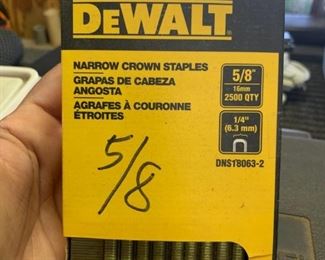 DEWALT
NARROW CROWN STAPLES
GRAPAS DE CABEZA
ANGOSTA
AGRAFES À COURONNE
ÉTROITES
5/8"
16mm
2500 QTY
1/4"
(6.3 mm)
DNS18063-2
5/8